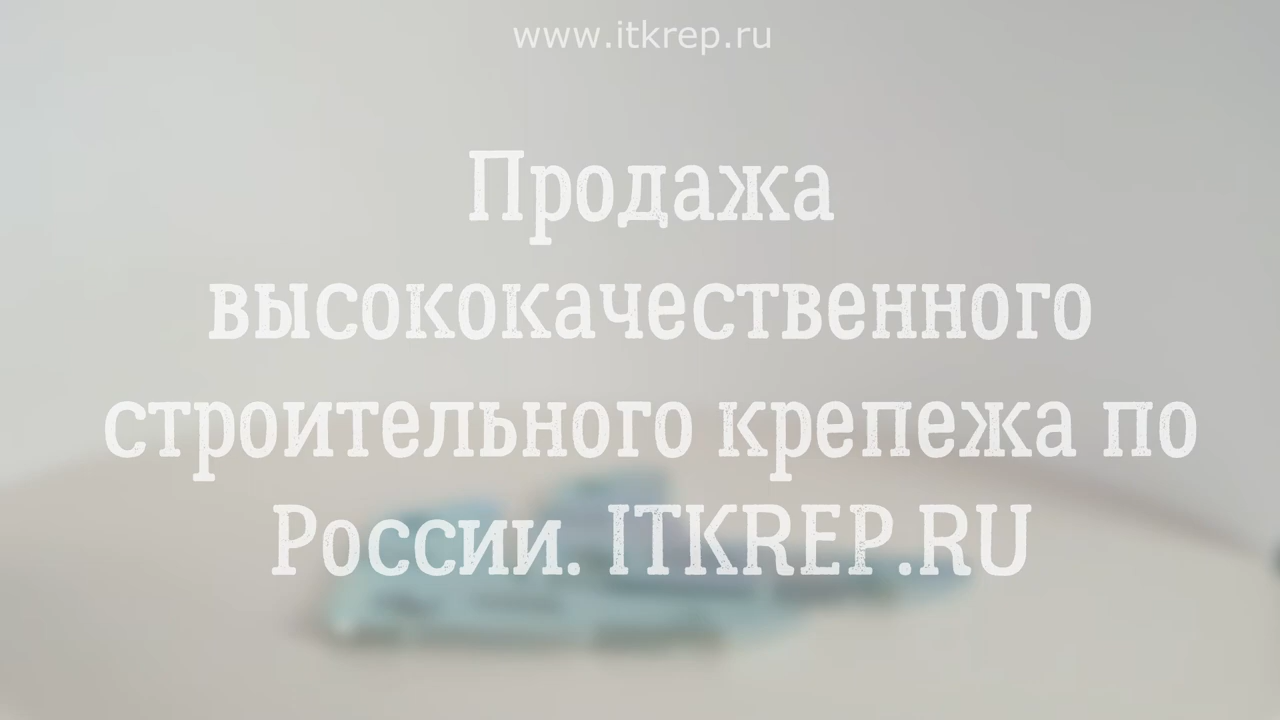 www.itkrep.ru
Продажа
высококачественного
строительного крепежа по
России. ITKREP.RU